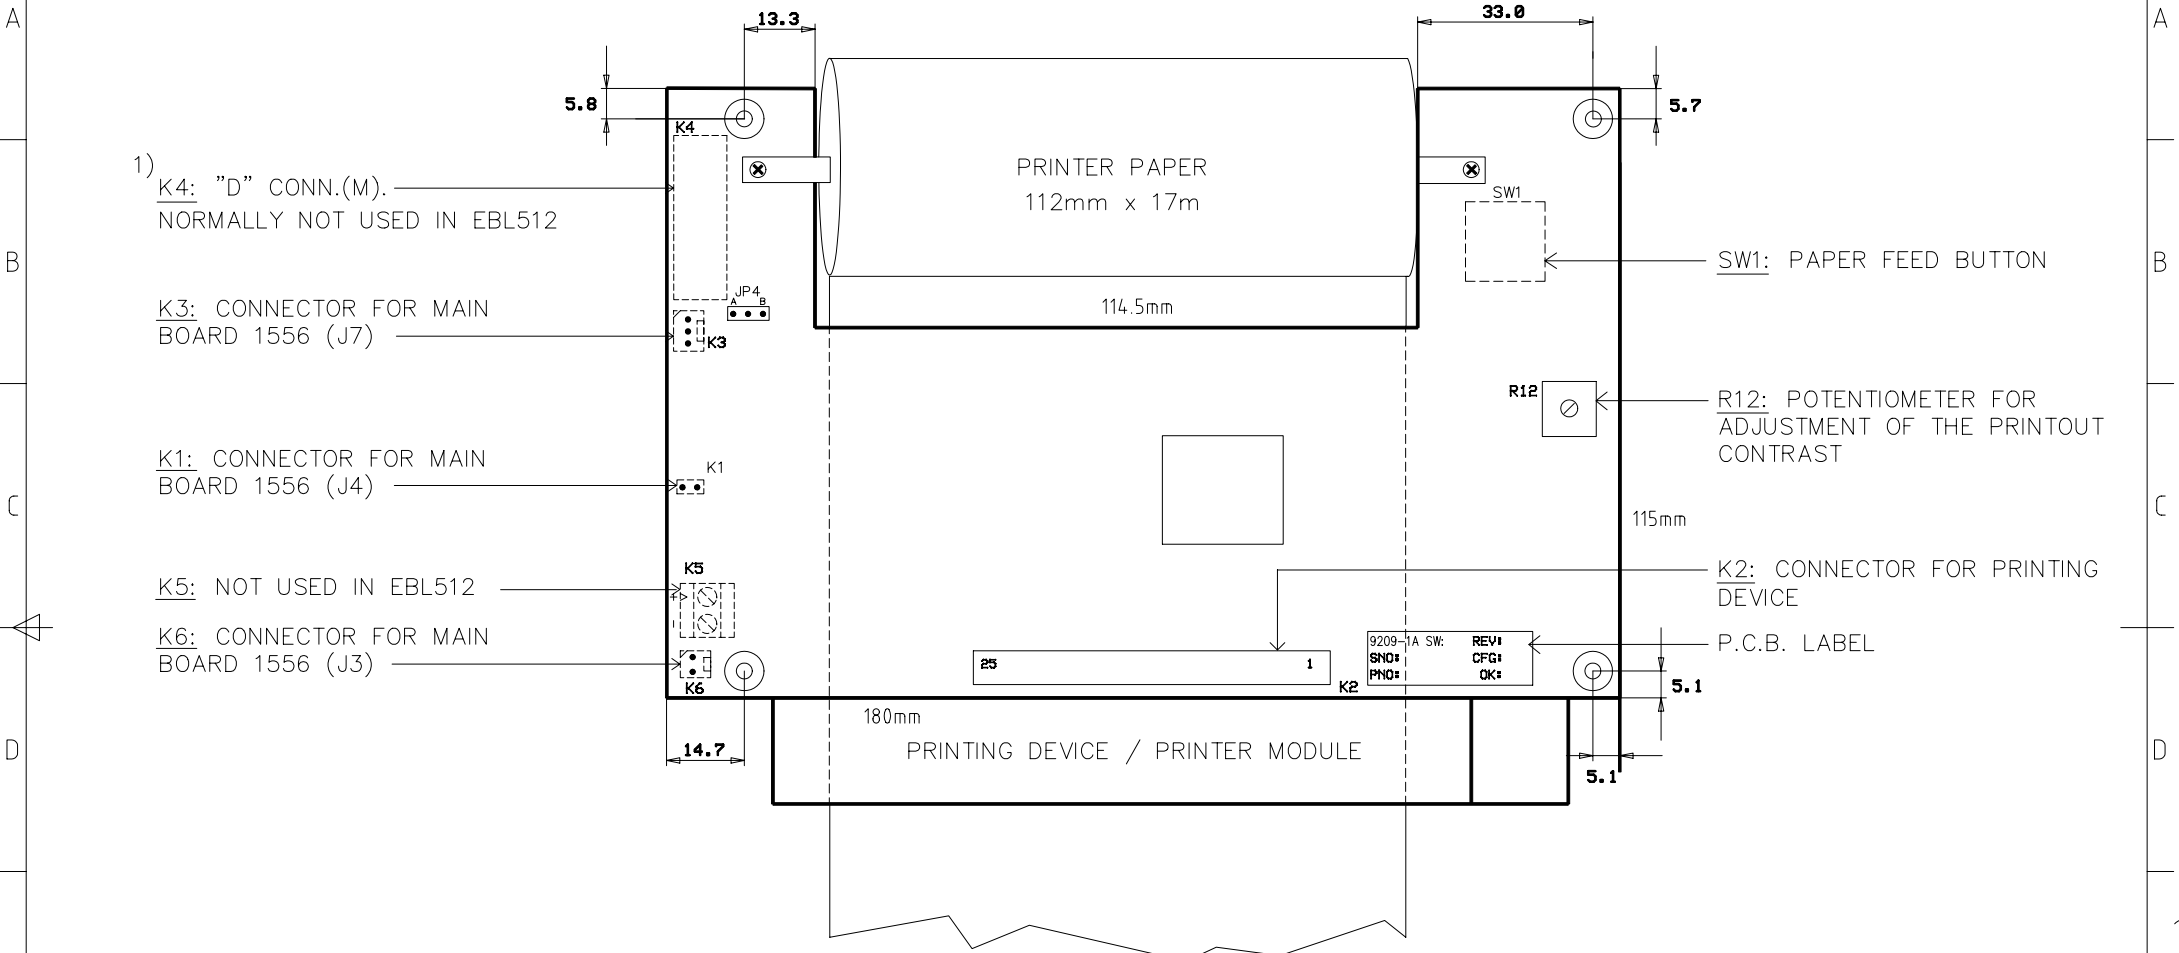 A
A
13.3
33.0
5.8
5.7
K4
1)
K4: "D" CONN.(M).
NORMALLY NOT USED IN EBL512
PRINTER PAPER
112mm x 17m
SW1
B
B
SW1: PAPER FEED BUTTON
K3: CONNECTOR FOR MAIN
BOARD 1556 (J7)
JP4
A B
K3
114.5mm
R12
R12: POTENTIOMETER FOR
ADJUSTMENT OF THE PRINTOUT
CONTRAST
K1: CONNECTOR FOR MAIN
BOARD 1556 (J4)
K1
C
C
115mm
K5: NOT USED IN EBL512
K5
+
-
K2: CONNECTOR FOR PRINTING
DEVICE
K6: CONNECTOR FOR MAIN
BOARD 1556 (J3)
K6
25 1
K2
9209-1A SW: REV:
SNO: CFG:
PNO: OK:
P.C.B. LABEL
5.1
180mm
14.7
PRINTING DEVICE / PRINTER MODULE
5.1
D
D